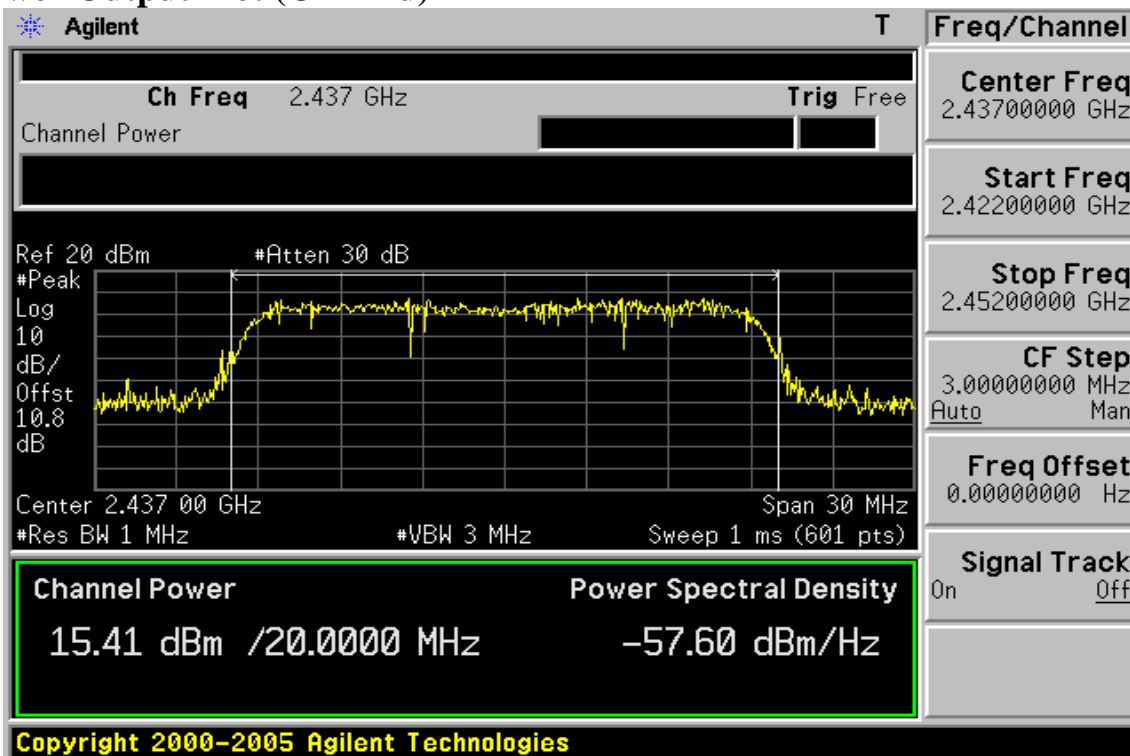 Agilent T
Ch Freq 2.437 GHz Trig Free
Channel Power
Ref 20 dBm #Atten 30 dB
#Peak
Log
10
dB/
Offst
10.8
dB
Center 2.437 00 GHz Span 30 MHz
#Res BW 1 MHz #VBW 3 MHz Sweep 1 ms (601 pts)
Channel Power Power Spectral Density
15.41 dBm /20.0000 MHz -57.60 dBm/Hz
Copyright 2000-2005 Agilent Technologies
Freq/Channel
Center Freq
2.43700000 GHz
Start Freq
2.42200000 GHz
Stop Freq
2.45200000 GHz
CF Step
3.00000000 MHz
Auto Man
Freq Offset
0.00000000 Hz
Signal Track
On Off